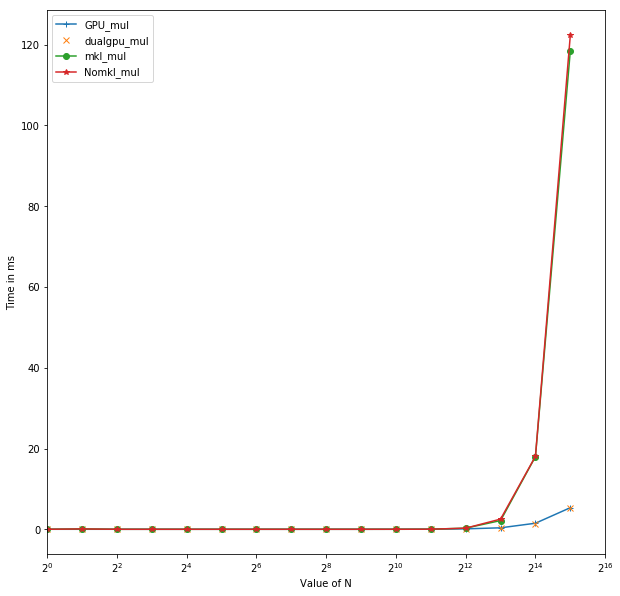 GPU_mul
dualgpu_mul
mkl_mul
Nomkl_mul
120
100
80
60
40
20
0
Time in ms
2^0 2^2 2^4 2^6 2^8 2^10 2^12 2^14 2^16
Value of N